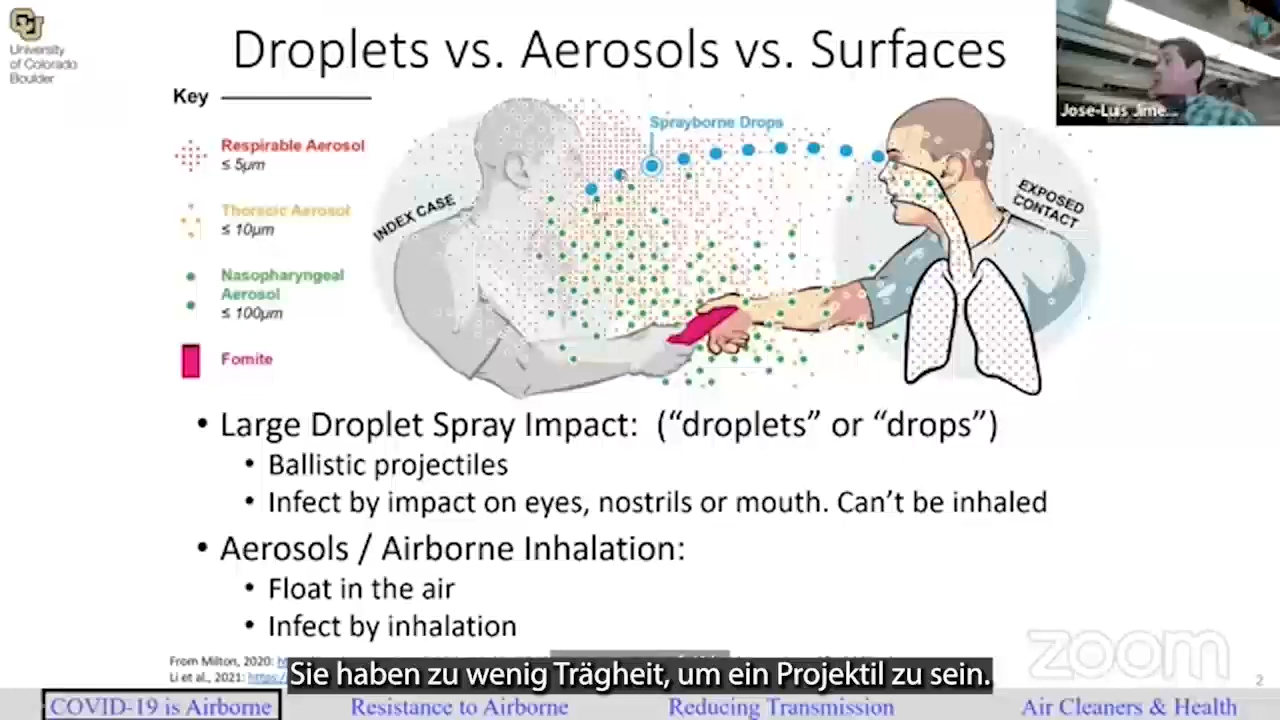 University
of Colorado
Boulder
Droplets vs. Aerosols vs. Surfaces
Jose-Luis Jime...
Key
Respirable Aerosol
≤ 5µm
Thoracic Aerosol
≤ 10µm
Nasopharyngeal
Aerosol
≤ 100µm
Fomite
Sprayborne Drops
INDEX CASE
EXPOSED
CONTACT
• Large Droplet Spray Impact: (“droplets” or “drops”)
• Ballistic projectiles
• Infect by impact on eyes, nostrils or mouth. Can’t be inhaled
• Aerosols / Airborne Inhalation:
• Float in the air
• Infect by inhalation
From Milton, 2020:
Li et al., 2021: https:/
Sie haben zu wenig Trägheit, um ein Projektil zu sein.
zoom
2
COVID-19 is Airborne
Resistance to Airborne
Reducing Transmission
Air Cleaners & Health